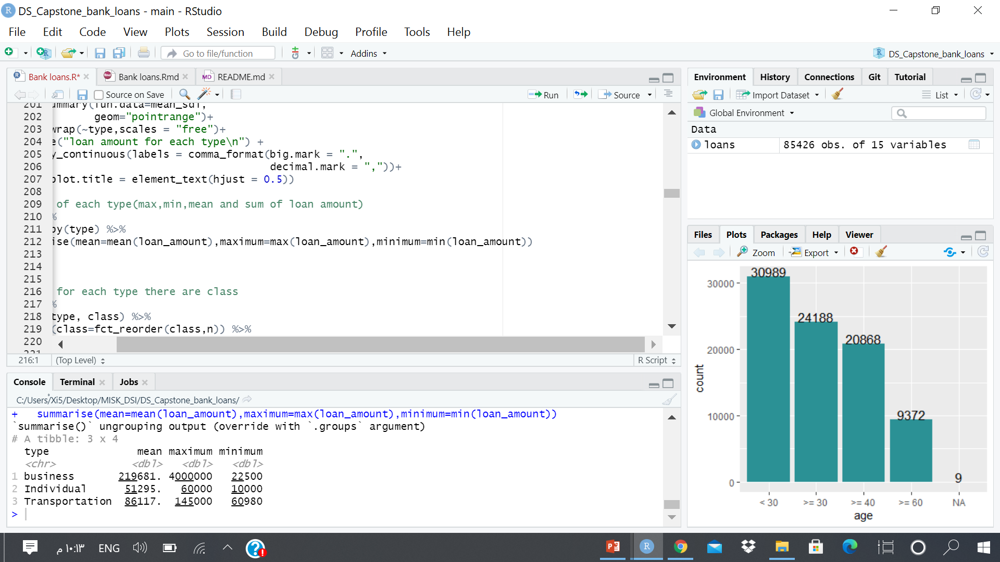 DS_Capstone_bank_loans - main - RStudio
File Edit Code View Plots Session Build Debug Profile Tools Help
Go to file/function Addins DS_Capstone_bank_loans
Bank loans.R* Bank loans.Rmd MD README.md
Source on Save Run Source
201 ummary(fun.data=mean_sdl,
202 geom="pointrange")+
203 wrap(~type,scales = "free")+
204 e("loan amount for each type\n") +
205 y_continuous(labels = comma_format(big.mark = ".",
206 decimal.mark = ","))+
207 plot.title = element_text(hjust = 0.5))
208
209 of each type(max,min,mean and sum of loan amount)
210 %
211 by(type) %>%
212 ise(mean=mean(loan_amount),maximum=max(loan_amount),minimum=min(loan_amount))
213
214
215
216 for each type there are class
217 %
218 type, class) %>%
219 (class=fct_reorder(class,n)) %>%
220
221
216:1 (Top Level) R Script
Console Terminal Jobs
C:/Users/Xi5/Desktop/MISK_DSI/DS_Capstone_bank_loans/
+ summarise(mean=mean(loan_amount),maximum=max(loan_amount),minimum=min(loan_amount))
`summarise()` ungrouping output (override with `.groups` argument)
# A tibble: 3 x 4
type mean maximum minimum
<chr> <dbl> <dbl> <dbl>
1 business 219681. 4000000 22500
2 Individual 51295. 60000 10000
3 Transportation 86117. 145000 60980
>
Environment History Connections Git Tutorial
Import Dataset List
Global Environment
Data
loans 85426 obs. of 15 variables
Files Plots Packages Help Viewer
Zoom Export
30989
24188
20868
9372
9
30000
20000
10000
0
count
< 30 >= 30 >= 40 >= 60 NA
age
١٠:١٣ م ENG